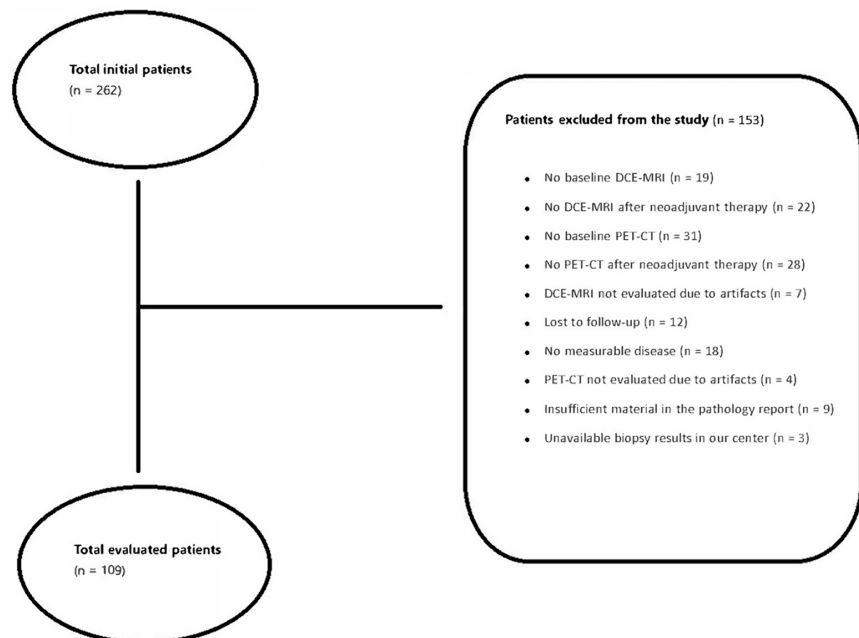 Total initial patients
(n = 262)
Patients excluded from the study (n = 153)
• No baseline DCE-MRI (n = 19)
• No DCE-MRI after neoadjuvant therapy (n = 22)
• No baseline PET-CT (n = 31)
• No PET-CT after neoadjuvant therapy (n = 28)
• DCE-MRI not evaluated due to artifacts (n = 7)
• Lost to follow-up (n = 12)
• No measurable disease (n = 18)
• PET-CT not evaluated due to artifacts (n = 4)
• Insufficient material in the pathology report (n = 9)
• Unavailable biopsy results in our center (n = 3)
Total evaluated patients
(n = 109)